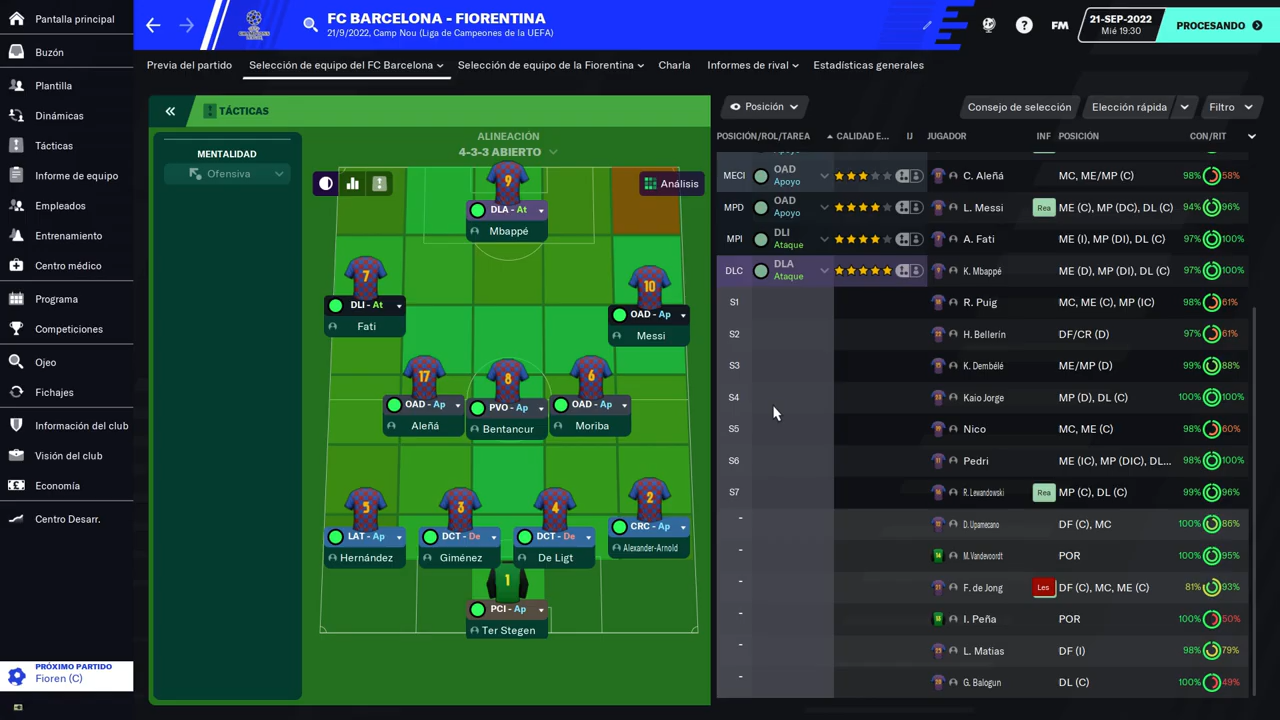 Pantalla principal
Buzón
Plantilla
Dinámicas
Tácticas
Informe de equipo
Empleados
Entrenamiento
Centro médico
Programa
Competiciones
Ojeo
Fichajes
Información del club
Visión del club
Economía
Centro Desarr.
PRÓXIMO PARTIDO
Fioren (C)
FC BARCELONA - FIORENTINA
21/9/2022, Camp Nou (Liga de Campeones de la UEFA)
FM
21-SEP-2022
Mié 19:30
PROCESANDO
Previa del partido
Selección de equipo del FC Barcelona
Selección de equipo de la Fiorentina
Charla
Informes de rival
Estadísticas generales
TÁCTICAS
MENTALIDAD
Ofensiva
ALINEACIÓN
4-3-3 ABIERTO
Análisis
9
DLA - At
Mbappé
7
DLI - At
Fati
10
OAD - Ap
Messi
17
OAD - Ap
Aleñá
8
PVO - Ap
Bentancur
6
OAD - Ap
Moriba
5
LAT - Ap
Hernández
3
DCT - De
Giménez
4
DCT - De
De Ligt
2
CRC - Ap
Alexander-Arnold
1
PCI - Ap
Ter Stegen
Posición
Consejo de selección
Elección rápida
Filtro
POSICIÓN/ROL/TAREA CALIDAD E... IJ JUGADOR INF POSICIÓN CON/RIT
MECI OAD Apoyo C. Aleñá MC, ME/MP (C) 98% 58%
MPD OAD Apoyo L. Messi Rea ME (C), MP (DC), DL (C) 94% 96%
MPI DLI Ataque A. Fati ME (I), MP (DI), DL (C) 97% 100%
DLC DLA Ataque K. Mbappé ME (D), MP (DI), DL (C) 97% 100%
S1 R. Puig MC, ME (C), MP (IC) 98% 61%
S2 H. Bellerín DF/CR (D) 97% 61%
S3 K. Dembélé ME/MP (D) 99% 88%
S4 Kaio Jorge MP (D), DL (C) 100% 100%
S5 Nico MC, ME (C) 98% 60%
S6 Pedri ME (IC), MP (DIC), DL... 98% 100%
S7 R. Lewandowski Rea MP (C), DL (C) 99% 96%
- D. Upamecano DF (C), MC 100% 86%
- M. Vandevoordt POR 100% 95%
- F. de Jong Les DF (C), MC, ME (C) 81% 93%
- I. Peña POR 100% 50%
- L. Matias DF (I) 98% 79%
- G. Balogun DL (C) 100% 49%